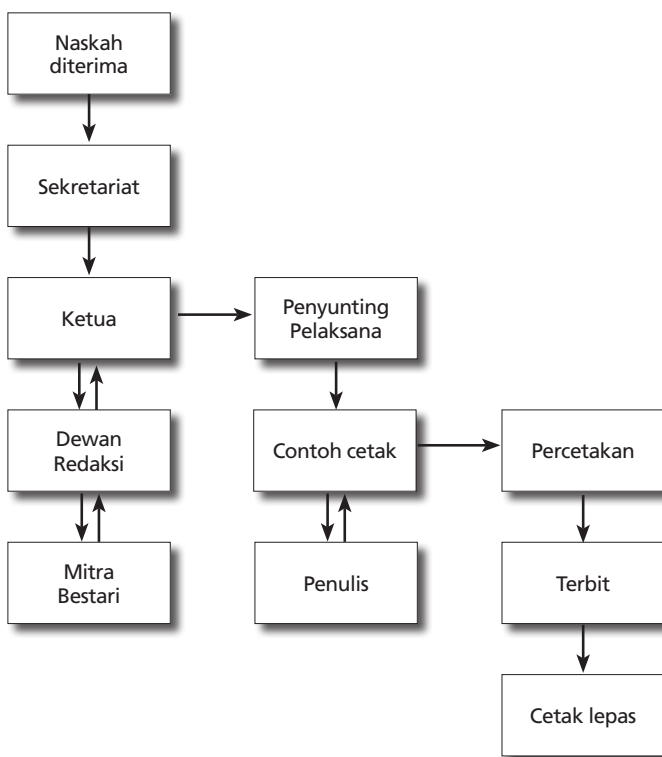 Naskah
diterima
Sekretariat
Ketua
Penyunting
Pelaksana
Dewan
Redaksi
Contoh cetak
Percetakan
Mitra
Bestari
Penulis
Terbit
Cetak lepas